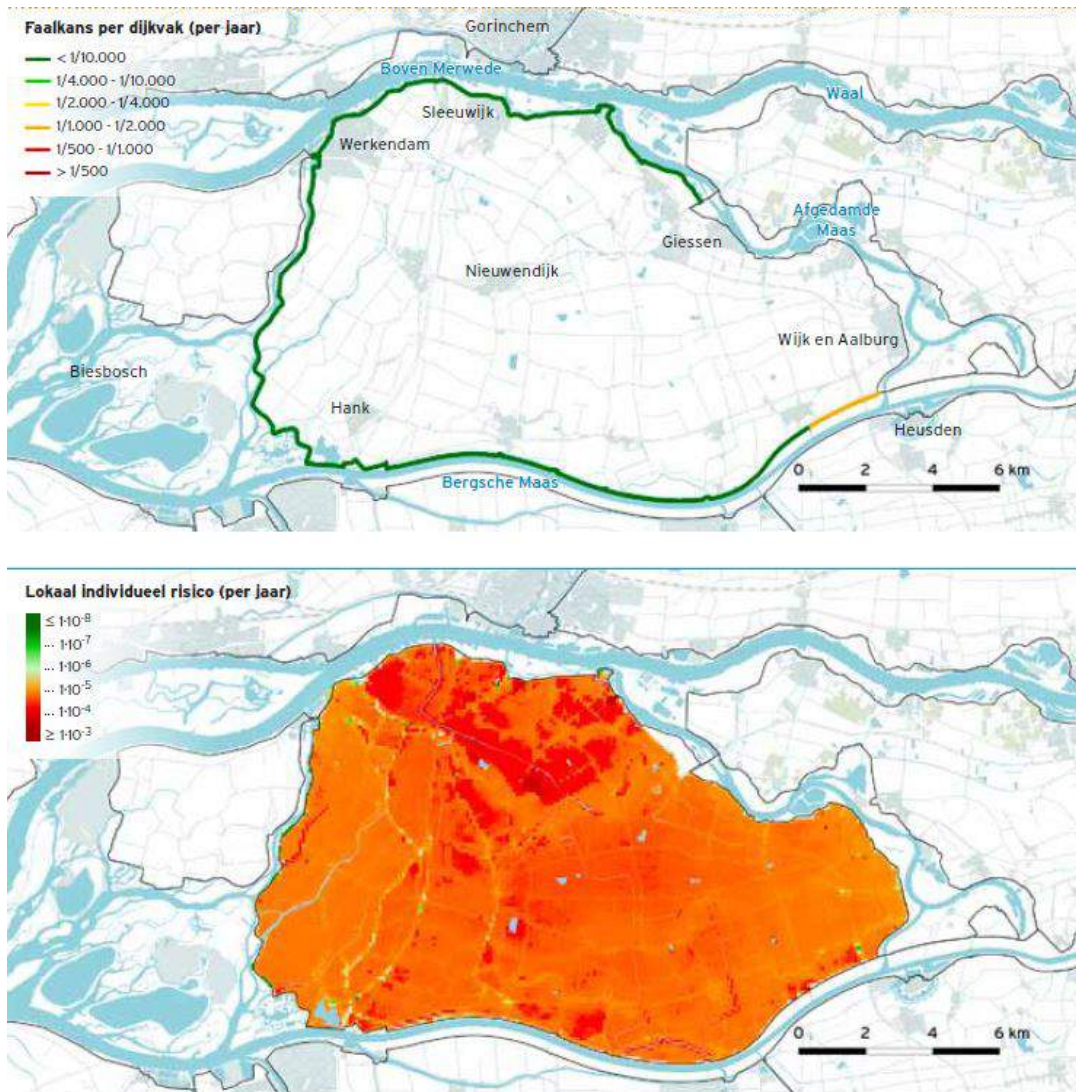 Faalkans per dijkvak (per jaar)
< 1/10.000
1/4.000 - 1/10.000
1/2.000 - 1/4.000
1/1.000 - 1/2.000
1/500 - 1/1.000
> 1/500
Gorinchem
Boven Merwede
Waal
Sleeuwijk
Werkendam
Afgedamde
Maas
Giessen
Nieuwendijk
Wijk en Aalburg
Biesbosch
Hank
Heusden
Bergsche Maas
0 2 4 6 km
Lokaal individueel risico (per jaar)
≤ 1·10⁻⁸
... 1·10⁻⁷
... 1·10⁻⁶
... 1·10⁻⁵
... 1·10⁻⁴
≥ 1·10⁻³
0 2 4 6 km